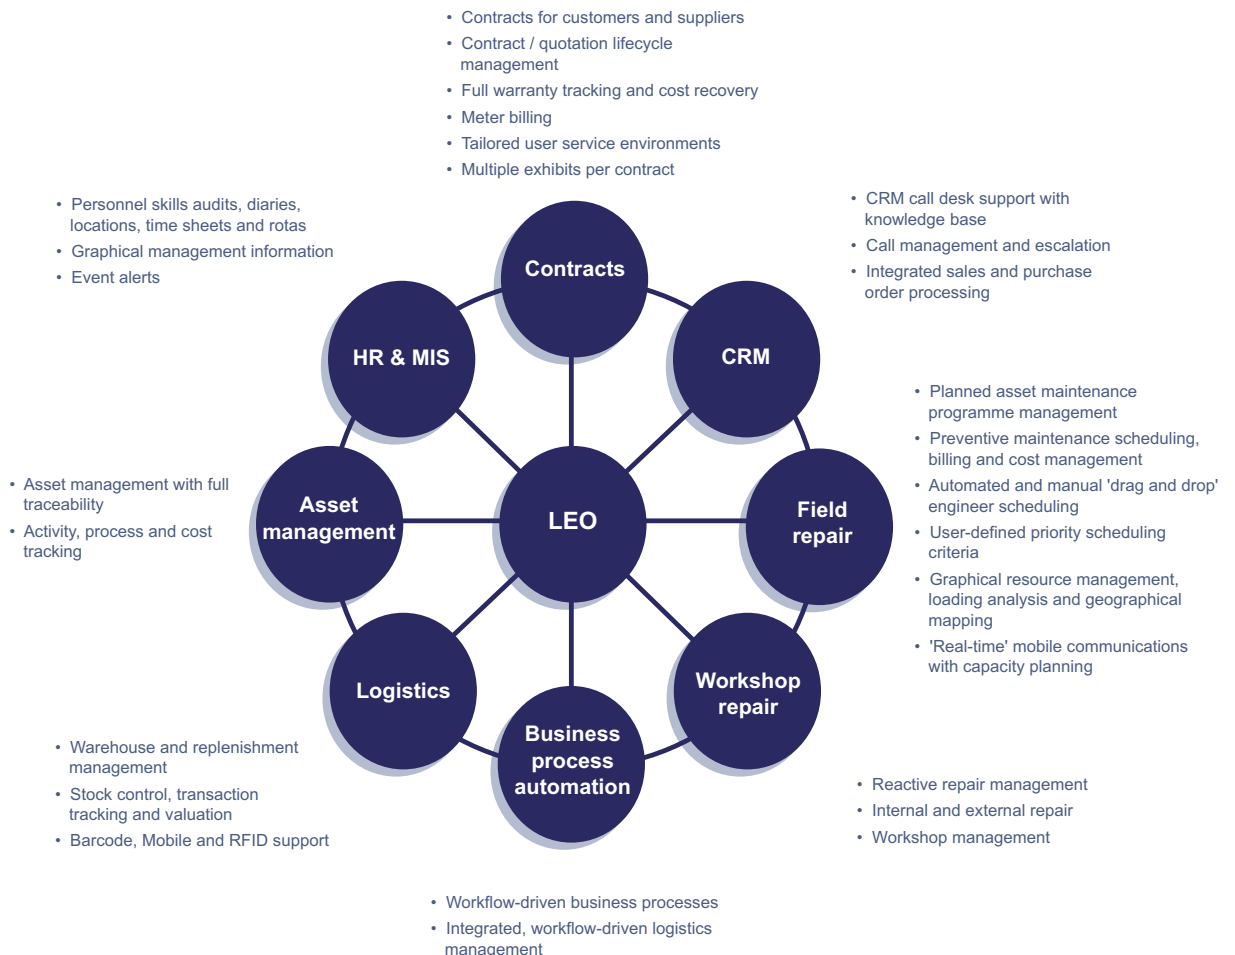 • Contracts for customers and suppliers
• Contract / quotation lifecycle
management
• Full warranty tracking and cost recovery
• Meter billing
• Tailored user service environments
• Multiple exhibits per contract
• Personnel skills audits, diaries,
locations, time sheets and rotas
• Graphical management information
• Event alerts
• CRM call desk support with
knowledge base
• Call management and escalation
• Integrated sales and purchase
order processing
Contracts
HR & MIS
CRM
• Planned asset maintenance
programme management
• Preventive maintenance scheduling,
billing and cost management
• Automated and manual 'drag and drop'
engineer scheduling
• User-defined priority scheduling
criteria
• Graphical resource management,
loading analysis and geographical
mapping
• 'Real-time' mobile communications
with capacity planning
• Asset management with full
traceability
• Activity, process and cost
tracking
Asset
management
LEO
Field
repair
Logistics
Workshop
repair
Business
process
automation
• Warehouse and replenishment
management
• Stock control, transaction
tracking and valuation
• Barcode, Mobile and RFID support
• Reactive repair management
• Internal and external repair
• Workshop management
• Workflow-driven business processes
• Integrated, workflow-driven logistics
management